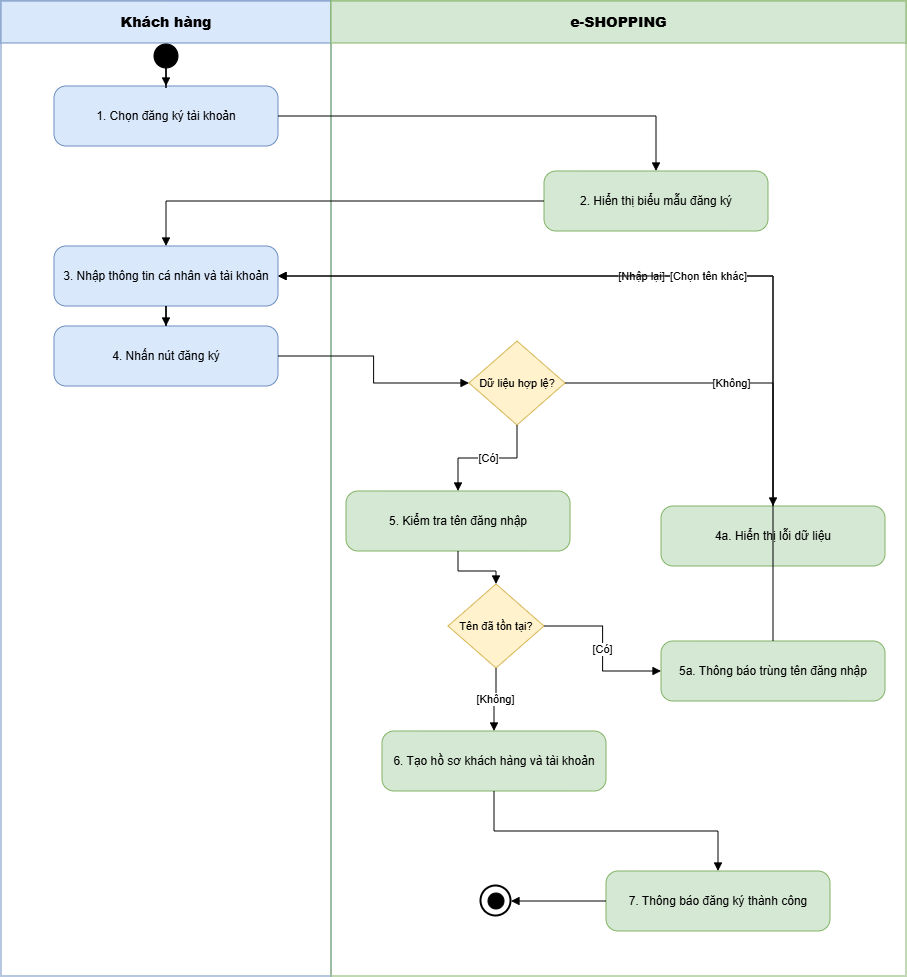 Khách hàng
e-SHOPPING
1. Chọn đăng ký tài khoản
2. Hiển thị biểu mẫu đăng ký
3. Nhập thông tin cá nhân và tài khoản
[Nhập lại]
[Chọn tên khác]
4. Nhấn nút đăng ký
Dữ liệu hợp lệ?
[Không]
[Có]
5. Kiểm tra tên đăng nhập
4a. Hiển thị lỗi dữ liệu
Tên đã tồn tại?
[Có]
5a. Thông báo trùng tên đăng nhập
[Không]
6. Tạo hồ sơ khách hàng và tài khoản
7. Thông báo đăng ký thành công